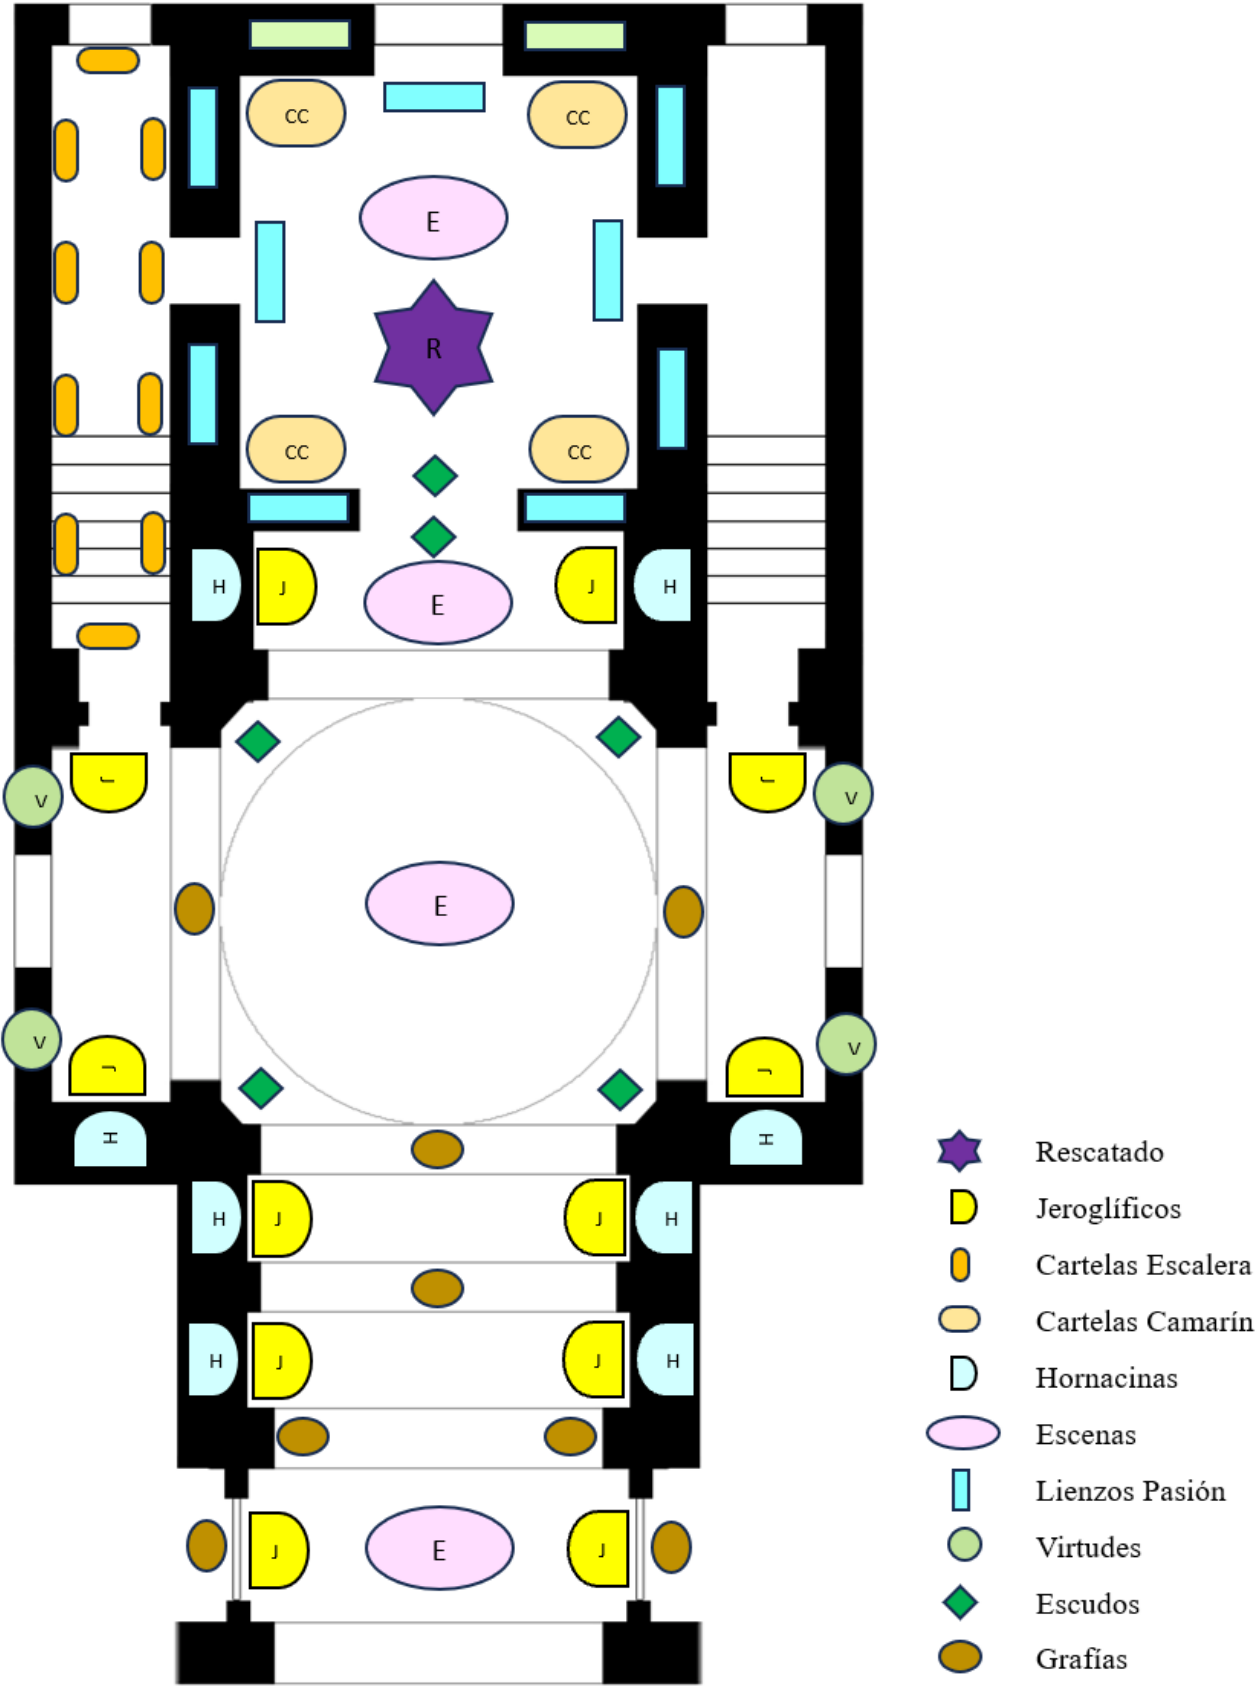 CC CC
E
R
CC CC
H J J H
E
J J
V V
E
V V
J J
H H
H J J H
H J J H
J E J
Rescatado
Jeroglíficos
Cartelas Escalera
Cartelas Camarín
Hornacinas
Escenas
Lienzos Pasión
Virtudes
Escudos
Grafías